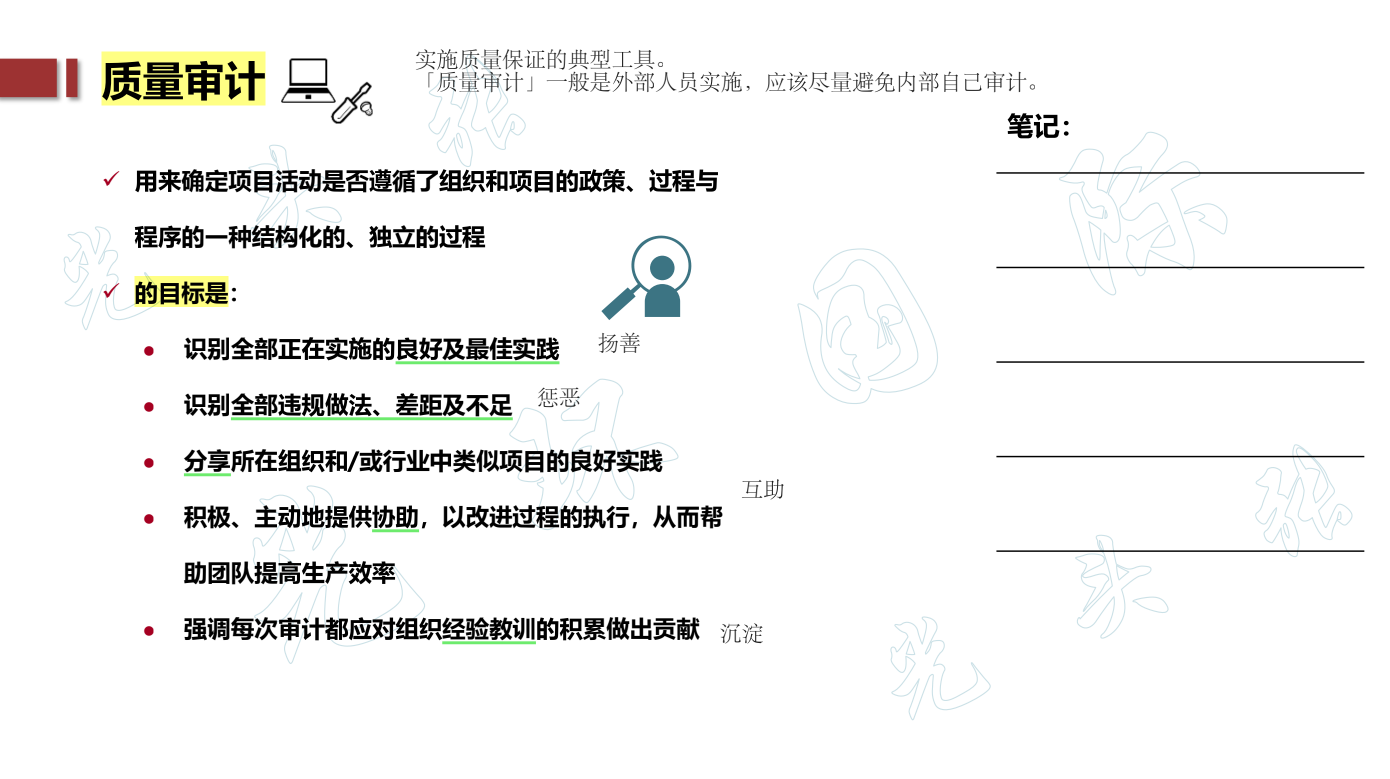 质量审计
实施质量保证的典型工具。
「质量审计」一般是外部人员实施，应该尽量避免内部自己审计。
笔记：
用来确定项目活动是否遵循了组织和项目的政策、过程与
程序的一种结构化的、独立的过程
的目标是：
识别全部正在实施的良好及最佳实践
扬善
识别全部违规做法、差距及不足
惩恶
分享所在组织和/或行业中类似项目的良好实践
互助
积极、主动地提供协助，以改进过程的执行，从而帮
助团队提高生产效率
强调每次审计都应对组织经验教训的积累做出贡献
沉淀